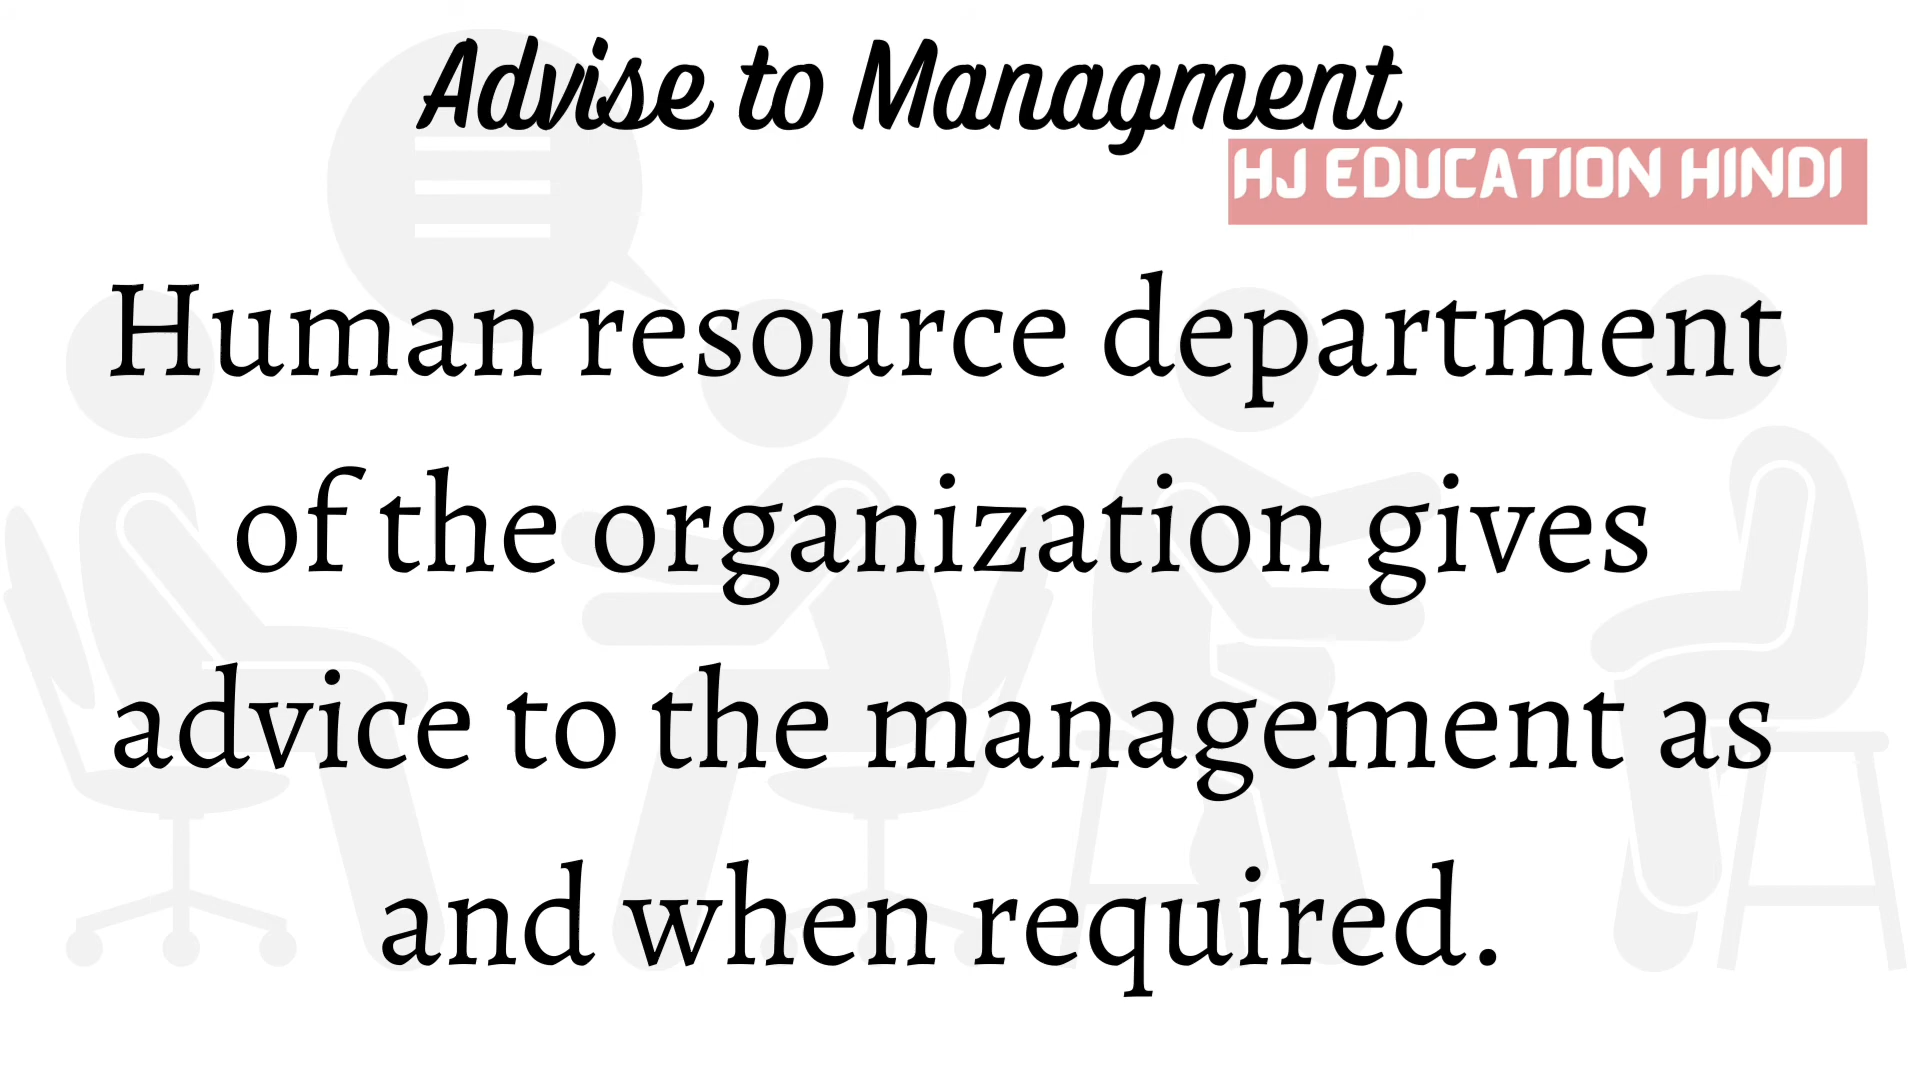 Advise to Managment
HJ EDUCATION HINDI
Human resource department
of the organization gives
advice to the management as
and when required.